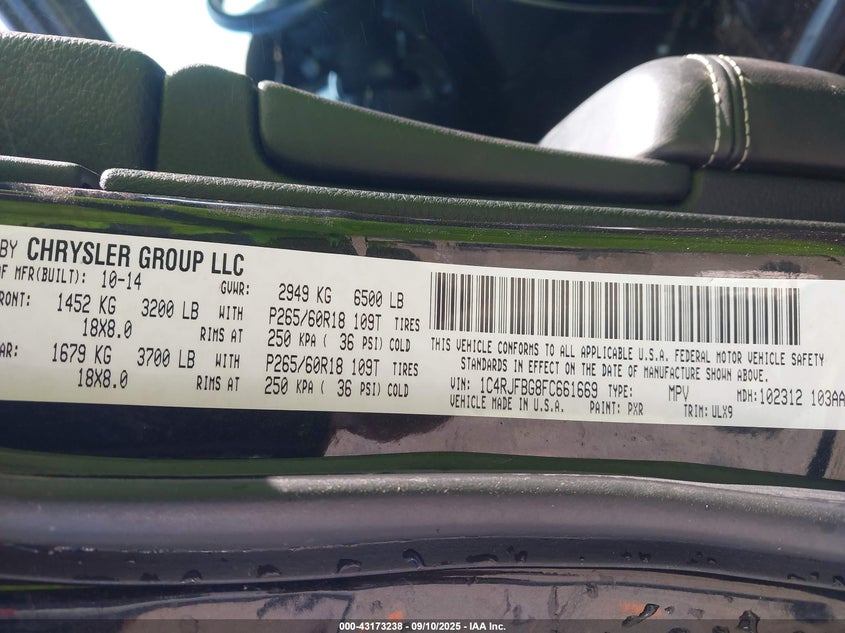 BY CHRYSLER GROUP LLC
OF MFR(BUILT): 10-14 GVWR: 2949 KG 6500 LB
FRONT: 1452 KG 3200 LB WITH P265/60R18 109T TIRES
18X8.0 RIMS AT 250 KPA ( 36 PSI) COLD
AR: 1679 KG 3700 LB WITH P265/60R18 109T TIRES
18X8.0 RIMS AT 250 KPA ( 36 PSI) COLD
THIS VEHICLE CONFORMS TO ALL APPLICABLE U.S.A. FEDERAL MOTOR VEHICLE SAFETY
STANDARDS IN EFFECT ON THE DATE OF MANUFACTURE SHOWN ABOVE.
VIN: 1C4RJFBG8FC661669 TYPE: MPV MDH:102312 103AA
VEHICLE MADE IN U.S.A. PAINT: PXR TRIM: ULX9
000-43173238 - 09/10/2025 - IAA Inc.